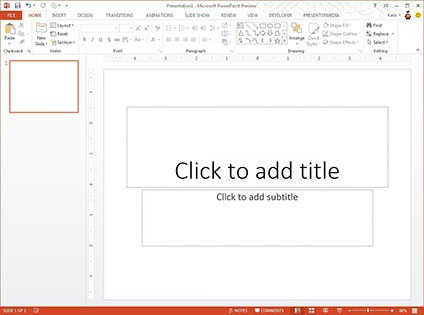 Presentation1 - Microsoft PowerPoint Preview
FILE HOME INSERT DESIGN TRANSITIONS ANIMATIONS SLIDE SHOW REVIEW VIEW DEVELOPER PRESENTERMEDIA
Paste
New Slide
Layout
Reset
Section
Arrange
Quick Styles
Shape Fill
Shape Outline
Shape Effects
Find
Replace
Select
Clipboard Slides Font Paragraph Drawing Editing
1
Click to add title
Click to add subtitle
SLIDE 1 OF 1
NOTES COMMENTS